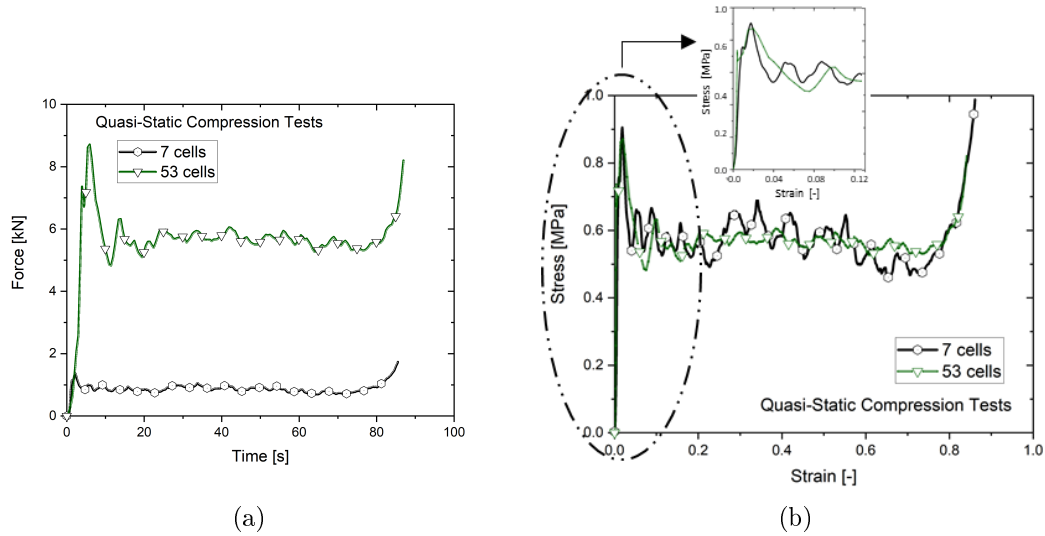 Quasi-Static Compression Tests
7 cells
53 cells
Force [kN]
10
8
6
4
2
0
0 20 40 60 80 100
Time [s]
(a)
Stress [MPa]
1.0
0.8
0.6
0.4
0.2
0.0
0.0 0.2 0.4 0.6 0.8 1.0
Strain [-]
7 cells
53 cells
Quasi-Static Compression Tests
Stress [MPa]
1.0
0.8
0.6
0.4
0.2
0.0
0.0 0.04 0.08 0.12
Strain [-]
(b)